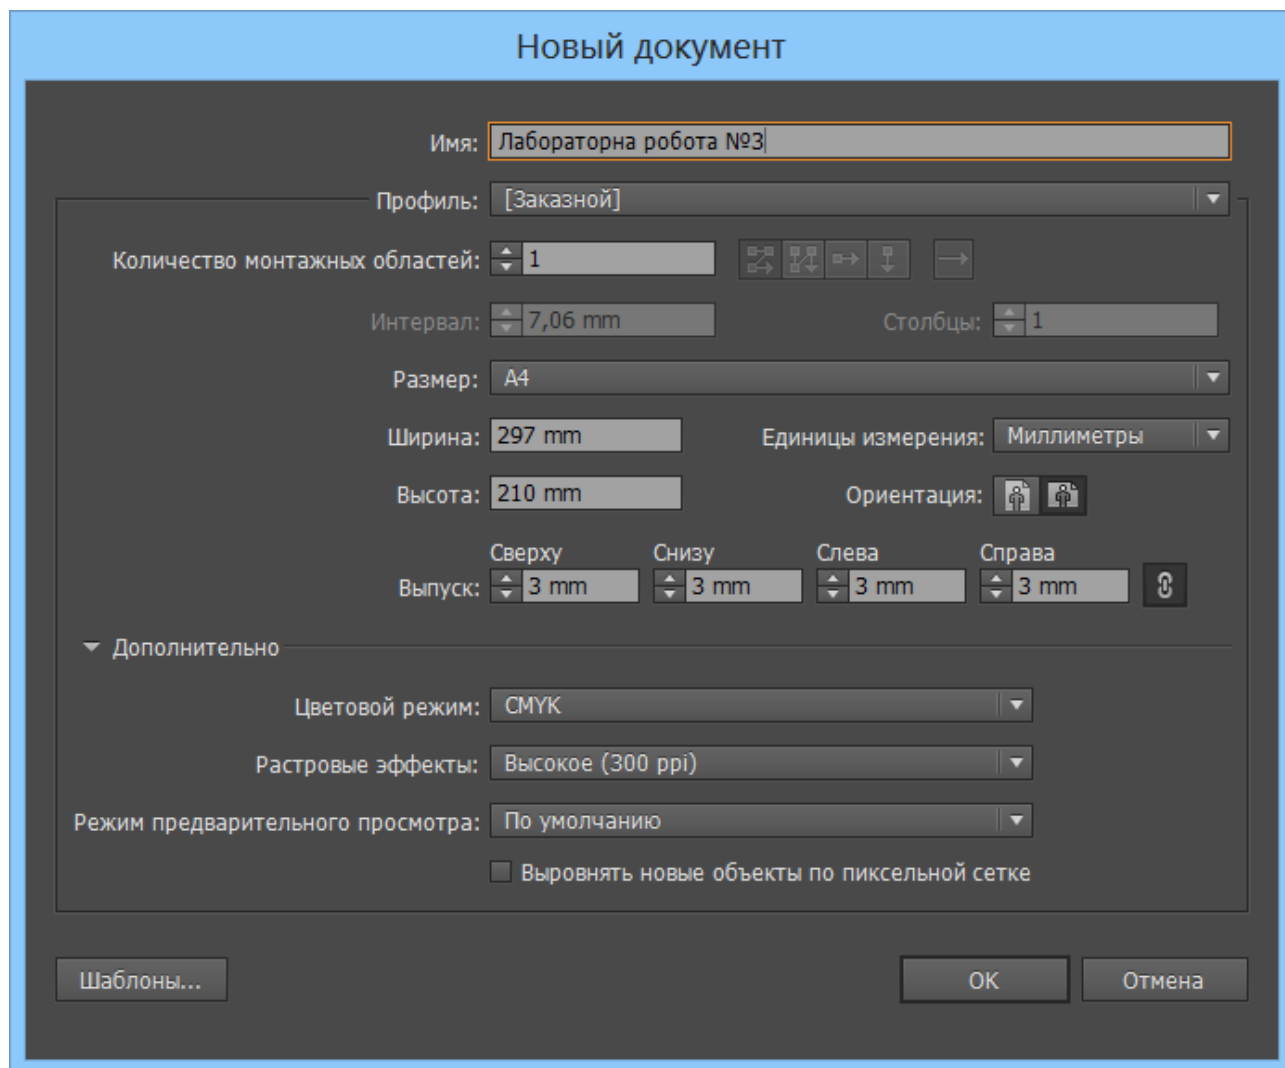 Новый документ
Имя: Лабораторна робота №3
Профиль: [Заказной]
Количество монтажных областей: 1
Интервал: 7,06 mm Столбцы: 1
Размер: A4
Ширина: 297 mm Единицы измерения: Миллиметры
Высота: 210 mm Ориентация:
Сверху Снизу Слева Справа
Выпуск: 3 mm 3 mm 3 mm 3 mm
Дополнительно
Цветовой режим: CMYK
Растровые эффекты: Высокое (300 ppi)
Режим предварительного просмотра: По умолчанию
Выровнять новые объекты по пиксельной сетке
Шаблоны... OK Отмена